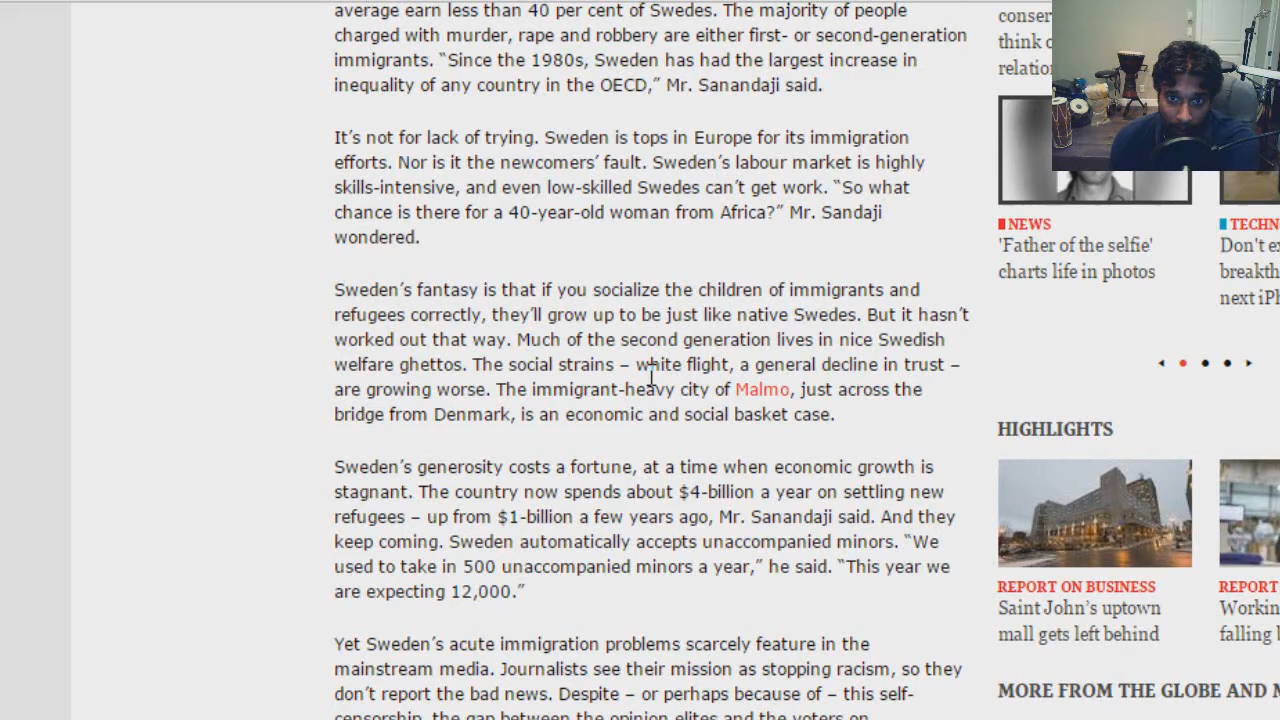 average earn less than 40 per cent of Swedes. The majority of people
charged with murder, rape and robbery are either first- or second-generation
immigrants. “Since the 1980s, Sweden has had the largest increase in
inequality of any country in the OECD,” Mr. Sanandaji said.
It’s not for lack of trying. Sweden is tops in Europe for its immigration
efforts. Nor is it the newcomers’ fault. Sweden’s labour market is highly
skills-intensive, and even low-skilled Swedes can’t get work. “So what
chance is there for a 40-year-old woman from Africa?” Mr. Sandaji
wondered.
Sweden’s fantasy is that if you socialize the children of immigrants and
refugees correctly, they’ll grow up to be just like native Swedes. But it hasn’t
worked out that way. Much of the second generation lives in nice Swedish
welfare ghettos. The social strains – white flight, a general decline in trust –
are growing worse. The immigrant-heavy city of Malmo, just across the
bridge from Denmark, is an economic and social basket case.
Sweden’s generosity costs a fortune, at a time when economic growth is
stagnant. The country now spends about $4-billion a year on settling new
refugees – up from $1-billion a few years ago, Mr. Sanandaji said. And they
keep coming. Sweden automatically accepts unaccompanied minors. “We
used to take in 500 unaccompanied minors a year,” he said. “This year we
are expecting 12,000.”
Yet Sweden’s acute immigration problems scarcely feature in the
mainstream media. Journalists see their mission as stopping racism, so they
don’t report the bad news. Despite – or perhaps because of – this self-
censorship, the gap between the opinion elites and the voters on
conser
think o
relatio
NEWS
'Father of the selfie'
charts life in photos
TECHN
Don't e
breakth
next iP
HIGHLIGHTS
REPORT ON BUSINESS
Saint John’s uptown
mall gets left behind
REPORT
Workin
falling
MORE FROM THE GLOBE AND M